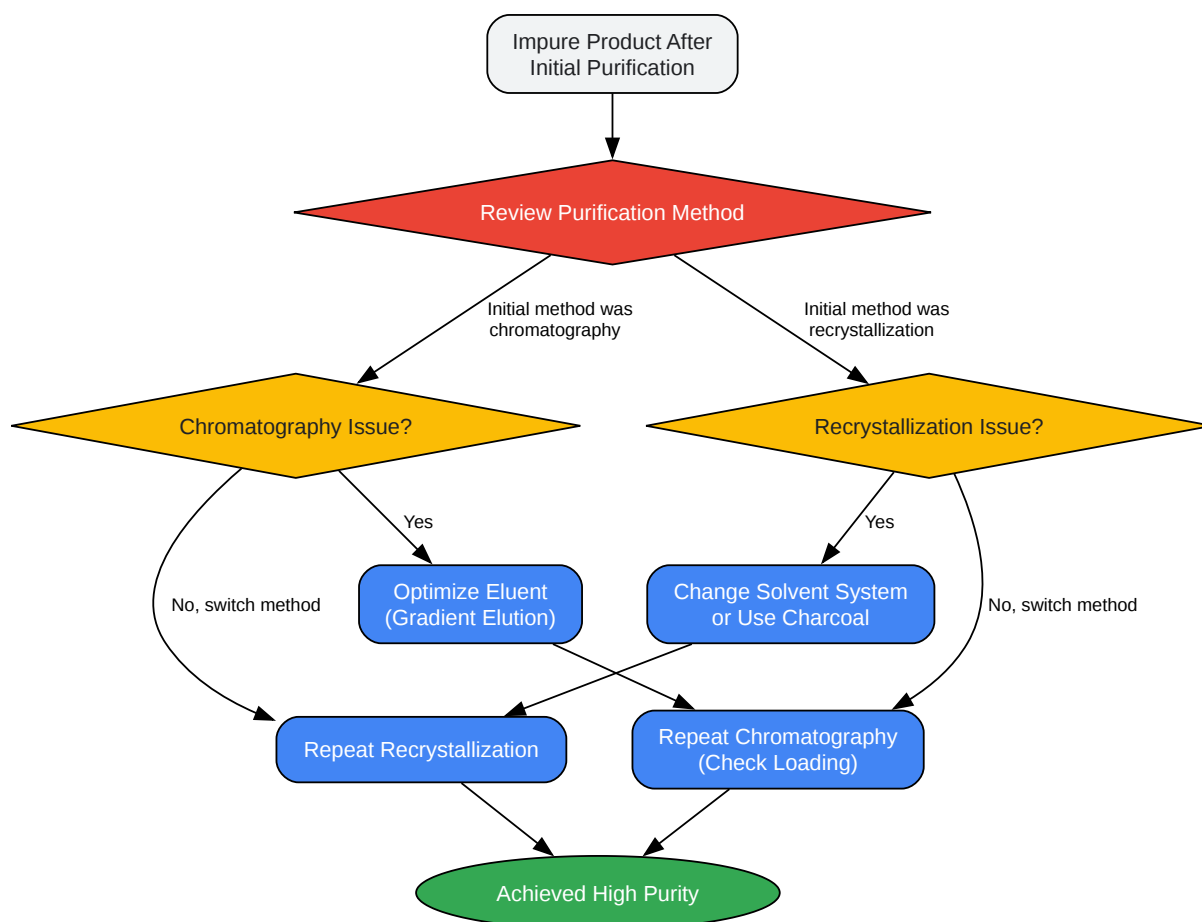 Impure Product After
Initial Purification
Review Purification Method
Initial method was
chromatography
Initial method was
recrystallization
Chromatography Issue?
Recrystallization Issue?
Yes
Yes
Optimize Eluent
(Gradient Elution)
Change Solvent System
or Use Charcoal
No, switch method
No, switch method
Repeat Recrystallization
Repeat Chromatography
(Check Loading)
Achieved High Purity